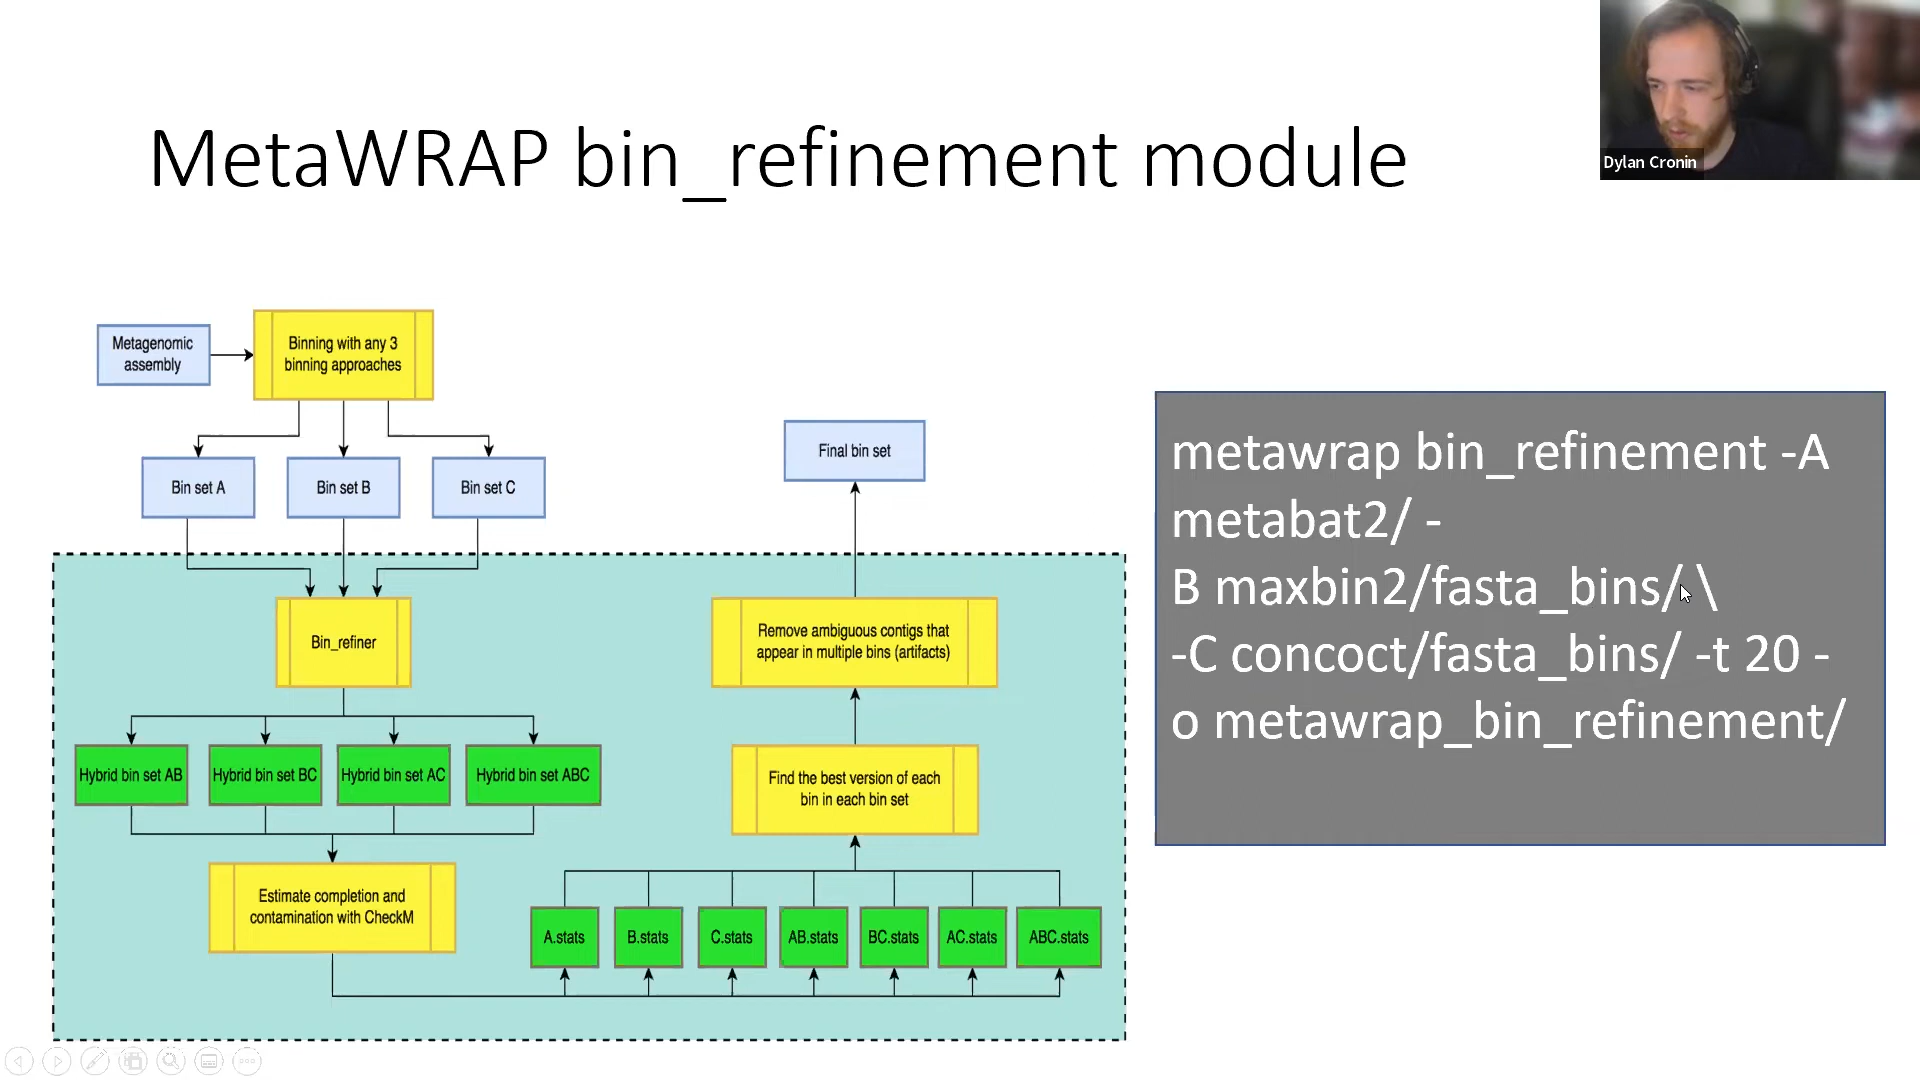 MetaWRAP bin_refinement module
Dylan Cronin
Metagenomic
assembly
Binning with any 3
binning approaches
Bin set A
Bin set B
Bin set C
Final bin set
Bin_refiner
Remove ambiguous contigs that
appear in multiple bins (artifacts)
Hybrid bin set AB
Hybrid bin set BC
Hybrid bin set AC
Hybrid bin set ABC
Find the best version of each
bin in each bin set
Estimate completion and
contamination with CheckM
A.stats
B.stats
C.stats
AB.stats
BC.stats
AC.stats
ABC.stats
metawrap bin_refinement -A
metabat2/ -
B maxbin2/fasta_bins/ \
-C concoct/fasta_bins/ -t 20 -
o metawrap_bin_refinement/